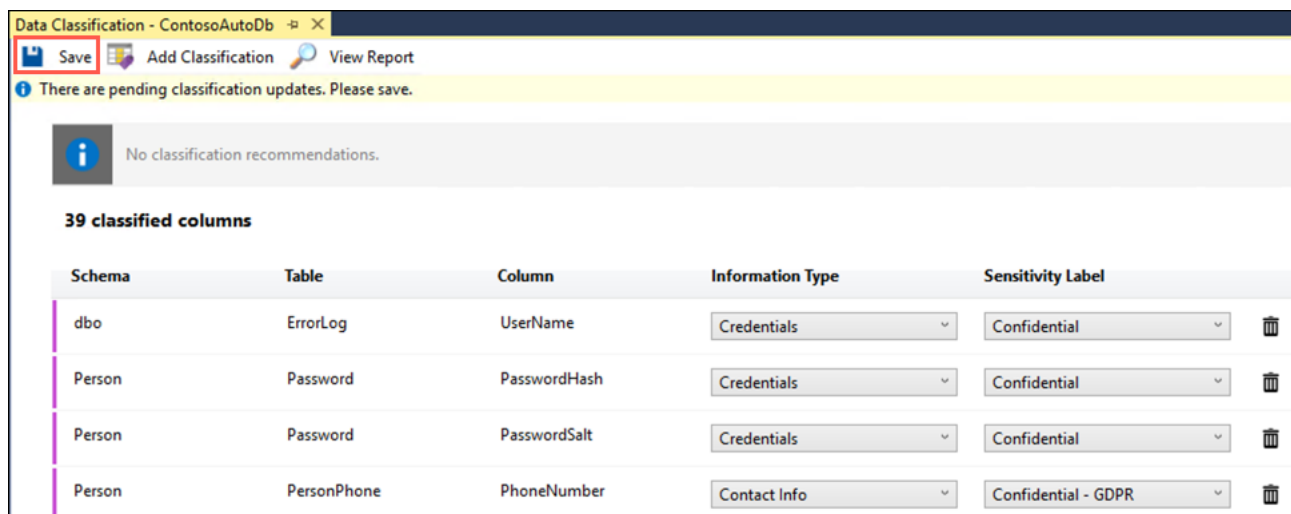 Data Classification - ContosoAutoDb
Save Add Classification View Report
There are pending classification updates. Please save.
No classification recommendations.
39 classified columns
Schema Table Column Information Type Sensitivity Label
dbo ErrorLog UserName Credentials Confidential
Person Password PasswordHash Credentials Confidential
Person Password PasswordSalt Credentials Confidential
Person PersonPhone PhoneNumber Contact Info Confidential - GDPR